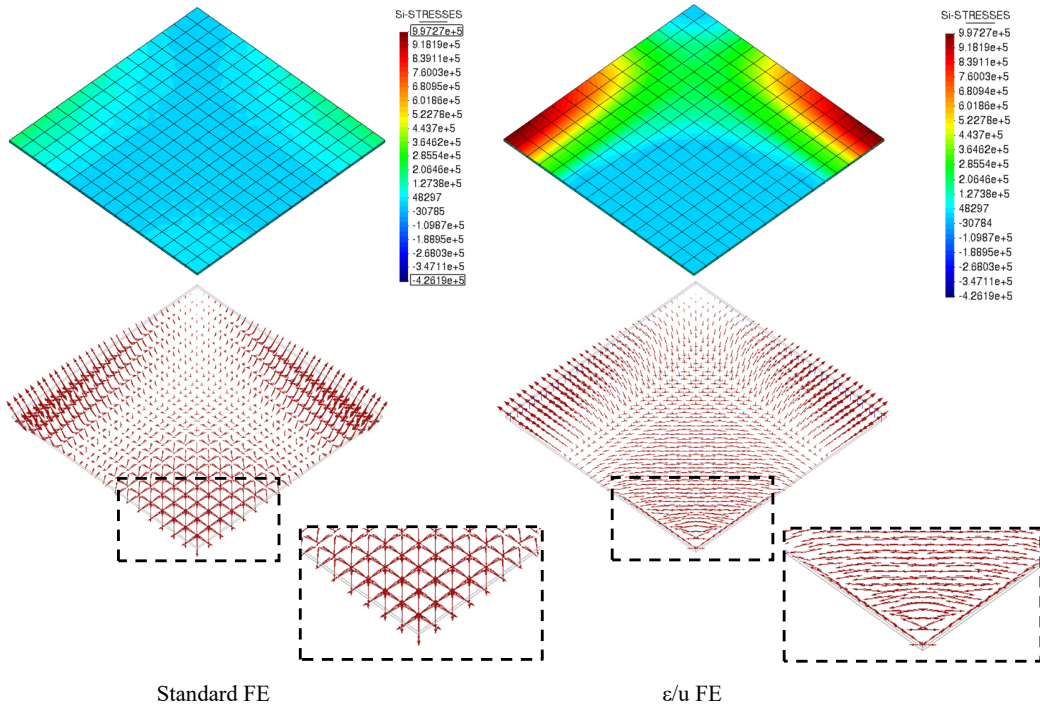 Si-STRESSES
9.9727e+5
9.1819e+5
8.3911e+5
7.6003e+5
6.8095e+5
6.0186e+5
5.2278e+5
4.437e+5
3.6462e+5
2.8554e+5
2.0646e+5
1.2738e+5
48297
-30785
-1.0987e+5
-1.8895e+5
-2.6803e+5
-3.4711e+5
-4.2619e+5
Si-STRESSES
9.9727e+5
9.1819e+5
8.3911e+5
7.6003e+5
6.8094e+5
6.0186e+5
5.2278e+5
4.437e+5
3.6462e+5
2.8554e+5
2.0646e+5
1.2738e+5
48297
-30784
-1.0987e+5
-1.8895e+5
-2.6803e+5
-3.4711e+5
-4.2619e+5
Standard FE
ε/u FE